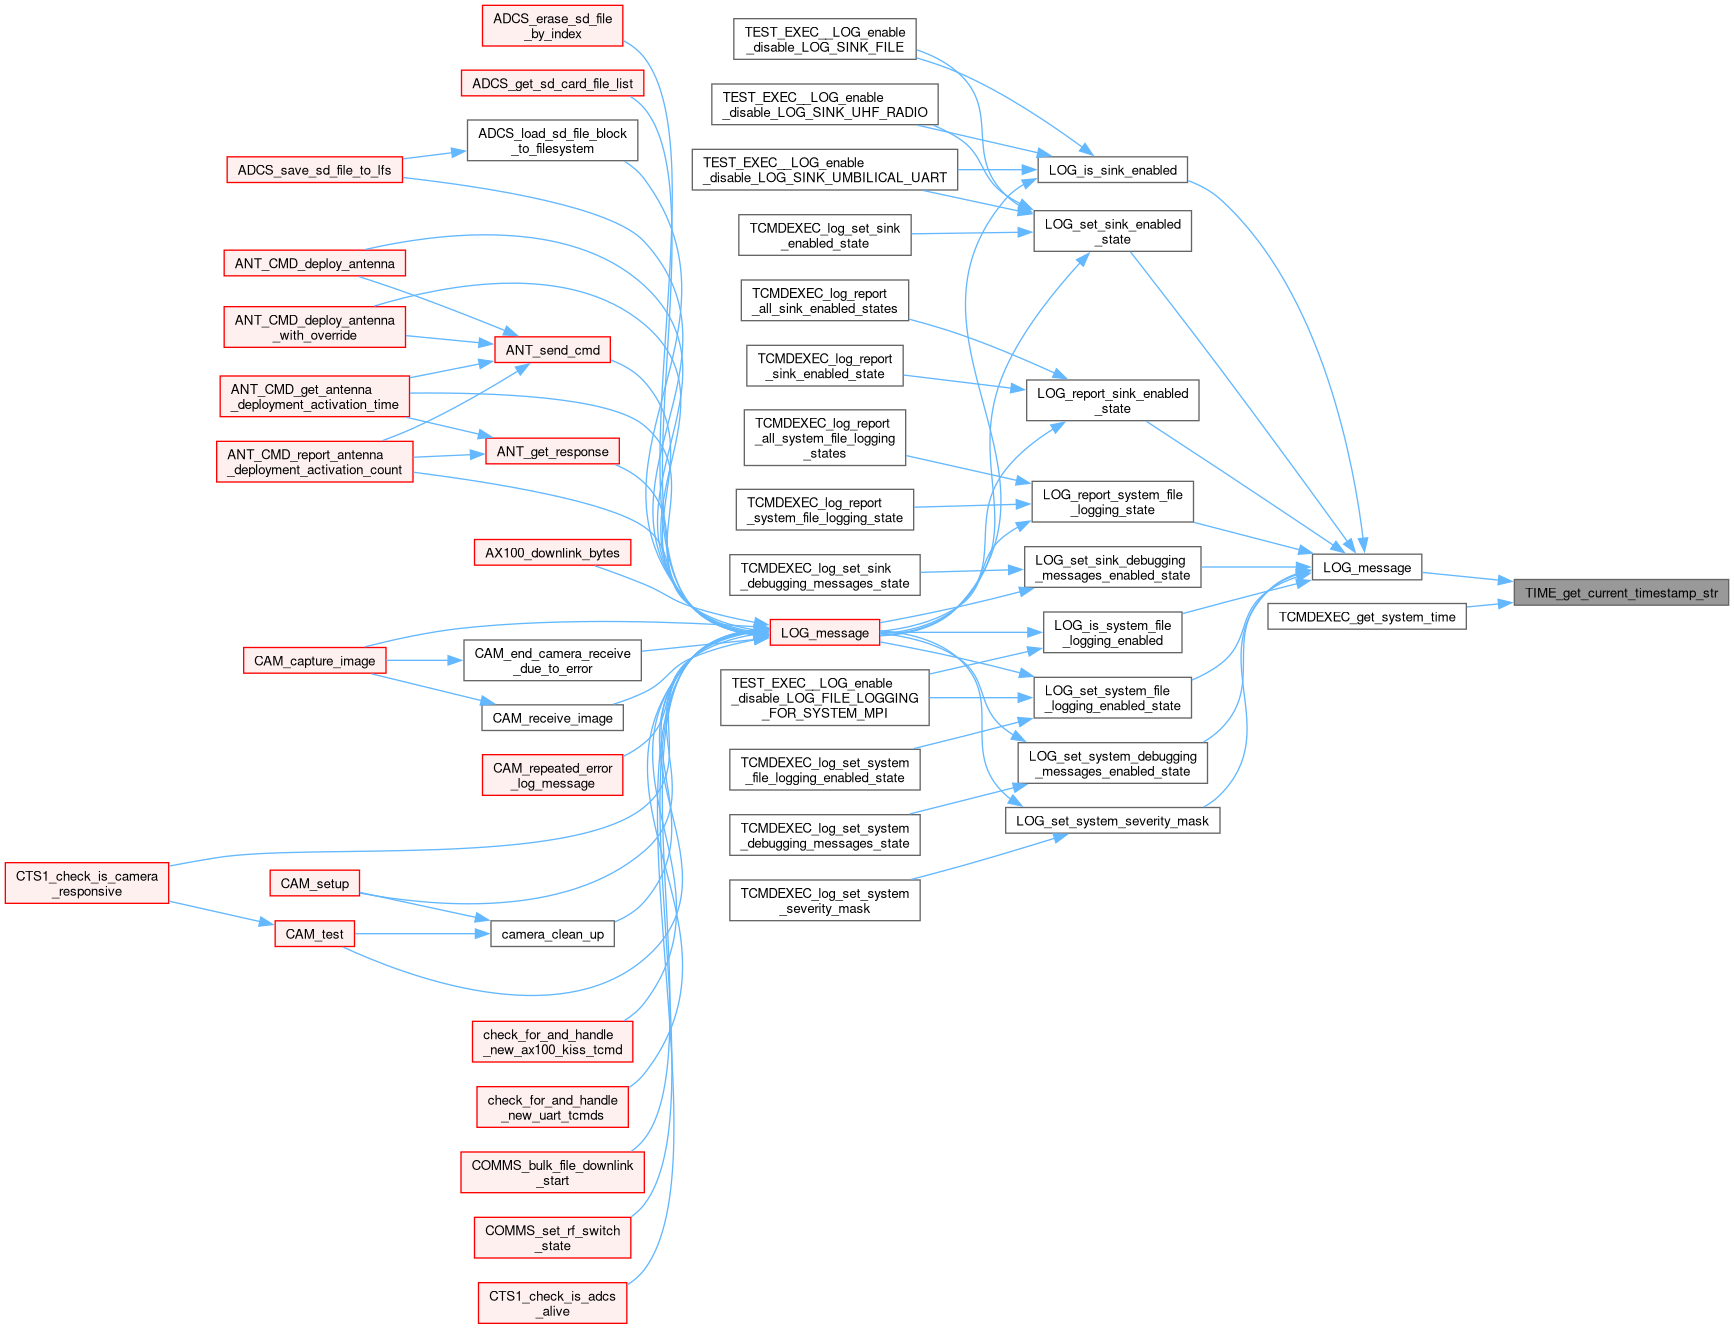 ADCS_erase_sd_file
_by_index
ADCS_get_sd_card_file_list
ADCS_load_sd_file_block
_to_filesystem
ADCS_save_sd_file_to_lfs
ANT_CMD_deploy_antenna
ANT_CMD_deploy_antenna
_with_override
ANT_send_cmd
ANT_CMD_get_antenna
_deployment_activation_time
ANT_CMD_report_antenna
_deployment_activation_count
ANT_get_response
AX100_downlink_bytes
CAM_capture_image
CAM_end_camera_receive
_due_to_error
CAM_receive_image
CAM_repeated_error
_log_message
CTS1_check_is_camera
_responsive
CAM_setup
CAM_test
camera_clean_up
check_for_and_handle
_new_ax100_kiss_tcmd
check_for_and_handle
_new_uart_tcmds
COMMS_bulk_file_downlink
_start
COMMS_set_rf_switch
_state
CTS1_check_is_adcs
_alive
LOG_message
TEST_EXEC__LOG_enable
_disable_LOG_SINK_FILE
TEST_EXEC__LOG_enable
_disable_LOG_SINK_UHF_RADIO
TEST_EXEC__LOG_enable
_disable_LOG_SINK_UMBILICAL_UART
TCMDEXEC_log_set_sink
_enabled_state
TCMDEXEC_log_report
_all_sink_enabled_states
TCMDEXEC_log_report
_sink_enabled_state
TCMDEXEC_log_report
_all_system_file_logging
_states
TCMDEXEC_log_report
_system_file_logging_state
TCMDEXEC_log_set_sink
_debugging_messages_state
TEST_EXEC__LOG_enable
_disable_LOG_FILE_LOGGING
_FOR_SYSTEM_MPI
TCMDEXEC_log_set_system
_file_logging_enabled_state
TCMDEXEC_log_set_system
_debugging_messages_state
TCMDEXEC_log_set_system
_severity_mask
LOG_is_sink_enabled
LOG_set_sink_enabled
_state
LOG_report_sink_enabled
_state
LOG_report_system_file
_logging_state
LOG_set_sink_debugging
_messages_enabled_state
LOG_is_system_file
_logging_enabled
LOG_set_system_file
_logging_enabled_state
LOG_set_system_debugging
_messages_enabled_state
LOG_set_system_severity_mask
LOG_message
TCMDEXEC_get_system_time
TIME_get_current_timestamp_str